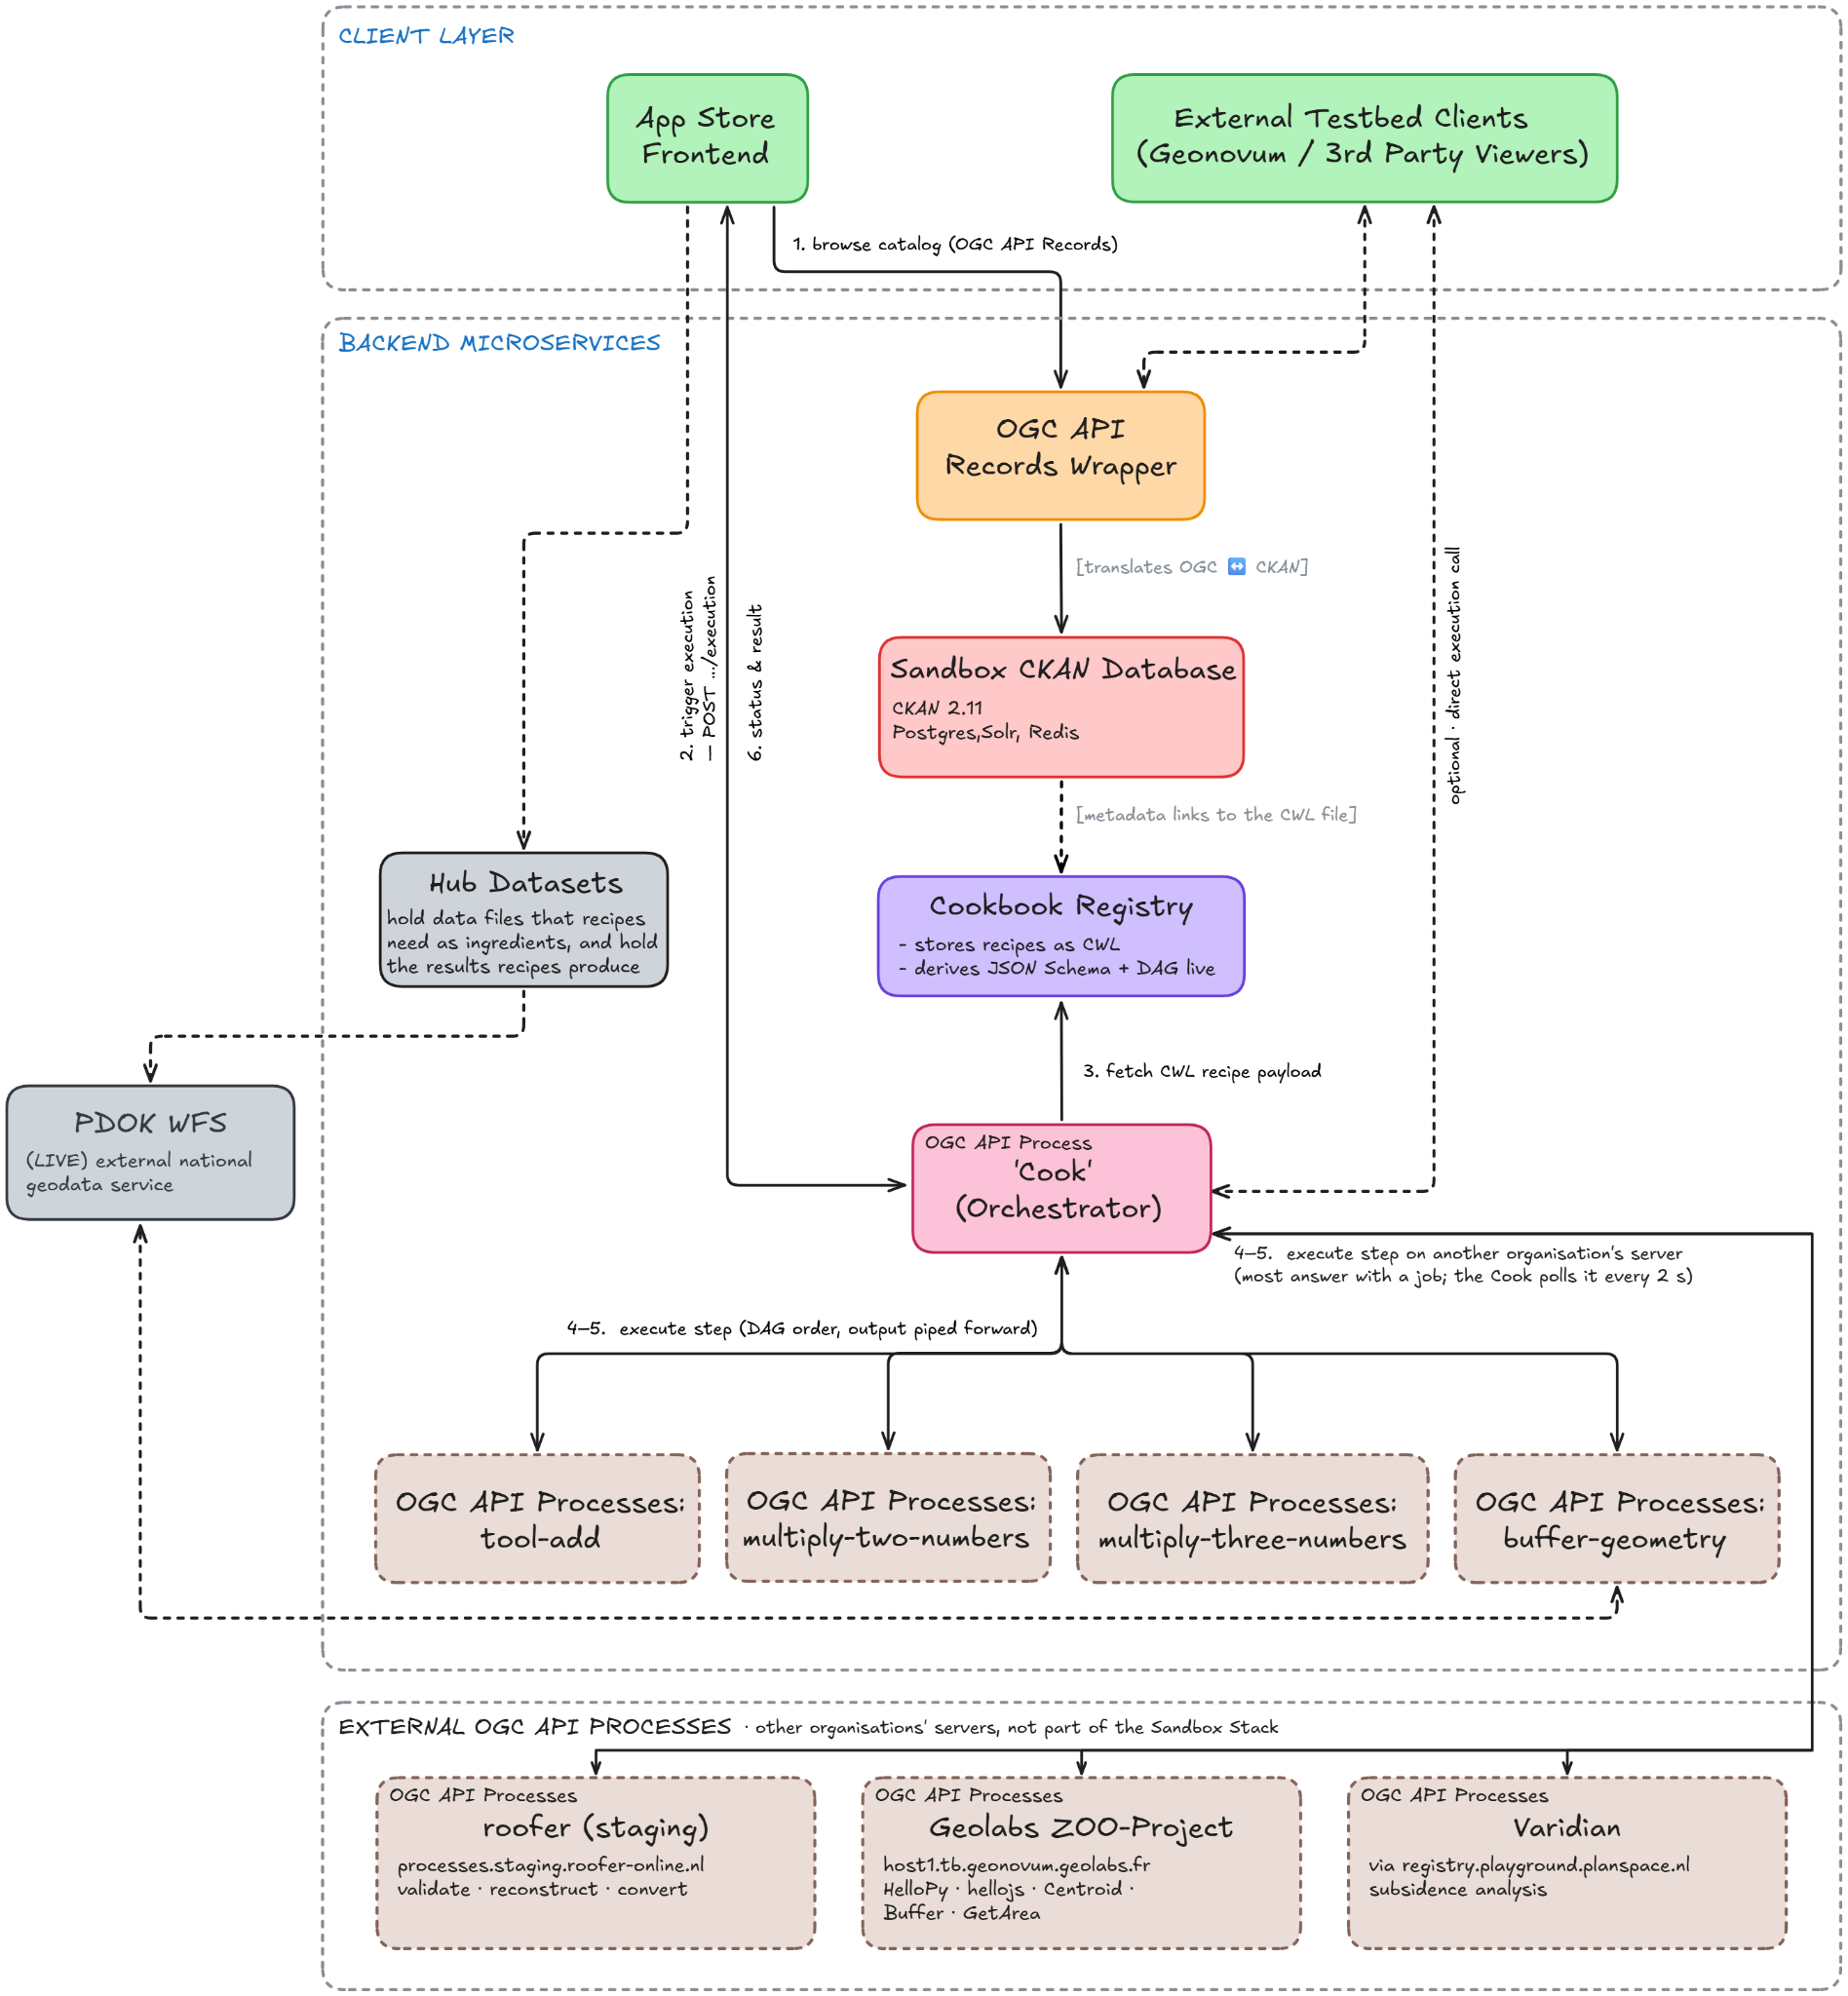 CLIENT LAYER
App Store
Frontend
External Testbed Clients
(Geonovum / 3rd Party Viewers)
1. browse catalog (OGC API Records)
BACKEND MICROSERVICES
OGC API
Records Wrapper
[translates OGC ↔️ CKAN]
2. trigger execution
— POST .../execution
6. status & result
optional · direct execution call
Sandbox CKAN Database
CKAN 2.11
Postgres,Solr, Redis
[metadata links to the CWL file]
Hub Datasets
hold data files that recipes
need as ingredients, and hold
the results recipes produce
Cookbook Registry
- stores recipes as CWL
- derives JSON Schema + DAG live
3. fetch CWL recipe payload
PDOK WFS
(LIVE) external national
geodata service
OGC API Process
'Cook'
(Orchestrator)
4–5. execute step on another organisation's server
(most answer with a job; the Cook polls it every 2 s)
4–5. execute step (DAG order, output piped forward)
OGC API Processes:
tool-add
OGC API Processes:
multiply-two-numbers
OGC API Processes:
multiply-three-numbers
OGC API Processes:
buffer-geometry
EXTERNAL OGC API PROCESSES · other organisations' servers, not part of the Sandbox Stack
OGC API Processes
roofer (staging)
processes.staging.roofer-online.nl
validate · reconstruct · convert
OGC API Processes
Geolabs ZOO-Project
host1.tb.geonovum.geolabs.fr
HelloPy · hellojs · Centroid ·
Buffer · GetArea
OGC API Processes
Varidian
via registry.playground.planspace.nl
subsidence analysis